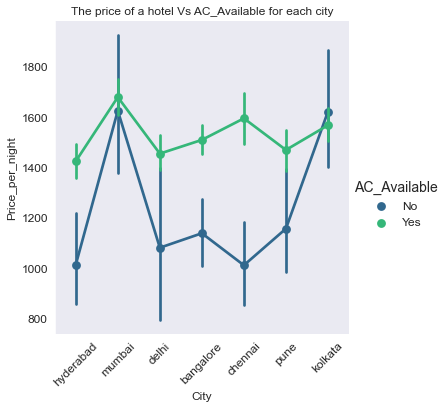 The price of a hotel Vs AC_Available for each city
1800
1600
1400
1200
1000
800
Price_per_night
hyderabad
mumbai
delhi
bangalore
chennai
pune
kolkata
City
AC_Available
No
Yes